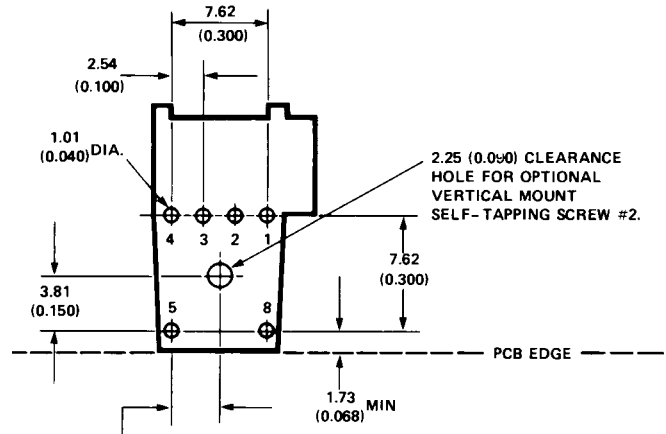 7.62
(0.300)
2.54
(0.100)
1.01
(0.040) DIA.
2.25 (0.090) CLEARANCE
HOLE FOR OPTIONAL
VERTICAL MOUNT
SELF-TAPPING SCREW #2.
4 3 2 1
7.62
(0.300)
3.81
(0.150)
5 8
PCB EDGE
1.73
(0.068) MIN